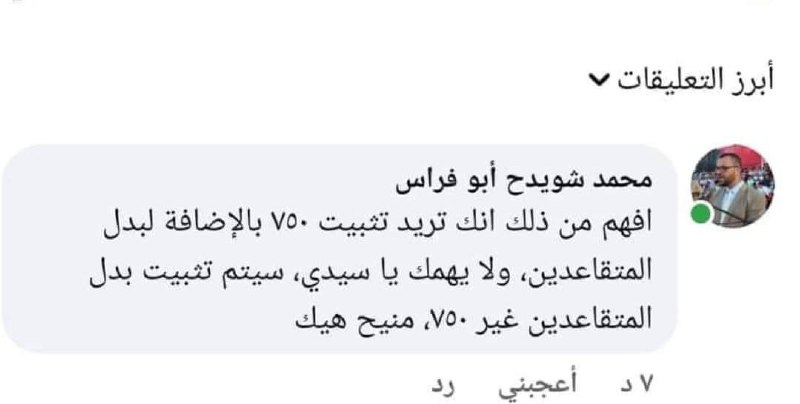 أبرز التعليقات
محمد شويدح أبو فراس
افهم من ذلك انك تريد تثبيت ٧٥٠ بالإضافة لبدل
المتقاعدين، ولا يهمك يا سيدي، سيتم تثبيت بدل
المتقاعدين غير ٧٥٠، منيح هيك
٧ د أعجبني رد